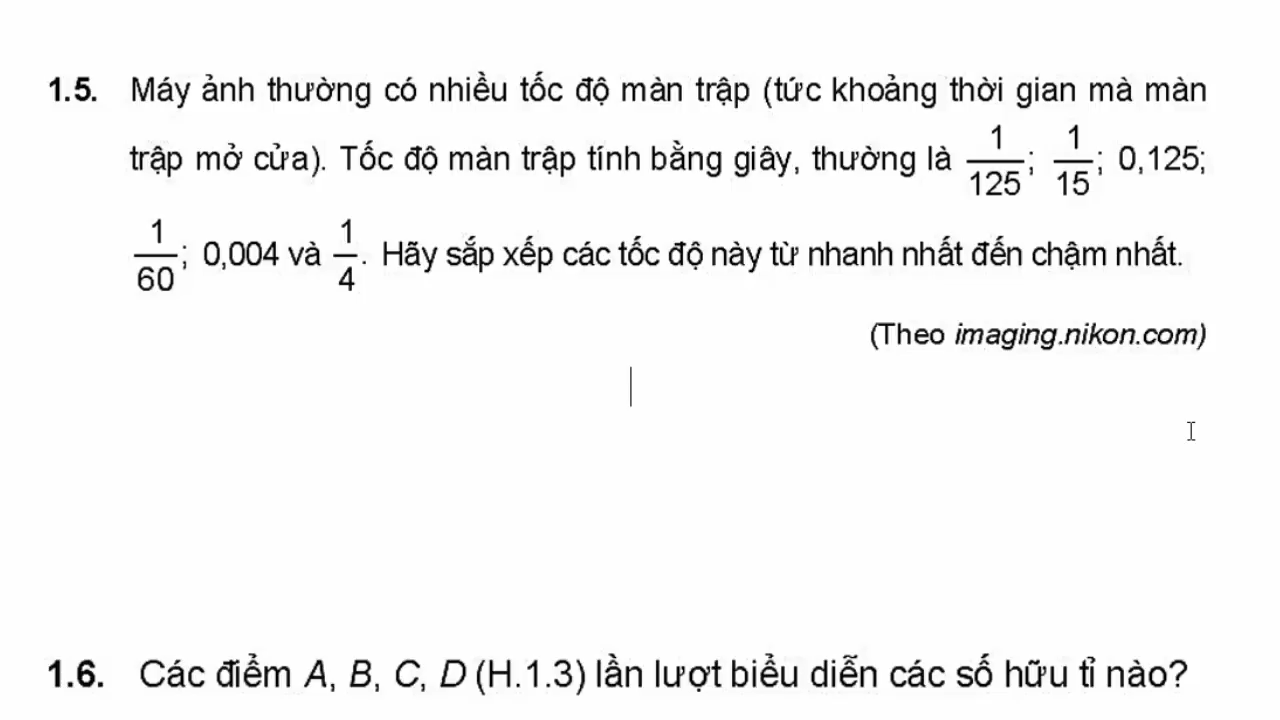 1.5. Máy ảnh thường có nhiều tốc độ màn trập (tức khoảng thời gian mà màn
trập mở cửa). Tốc độ màn trập tính bằng giây, thường là 1/125; 1/15; 0,125;
1/60; 0,004 và 1/4. Hãy sắp xếp các tốc độ này từ nhanh nhất đến chậm nhất.
(Theo imaging.nikon.com)
1.6. Các điểm A, B, C, D (H.1.3) lần lượt biểu diễn các số hữu tỉ nào?